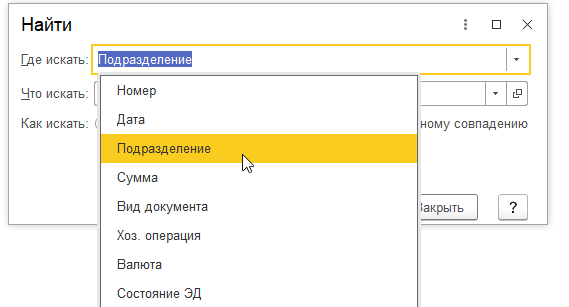 Найти
Где искать: Подразделение
Что искать:
Номер
Дата
Как искать: ному совпадению
Подразделение
Сумма
Вид документа
Закрыть ?
Хоз. операция
Валюта
Состояние ЭД